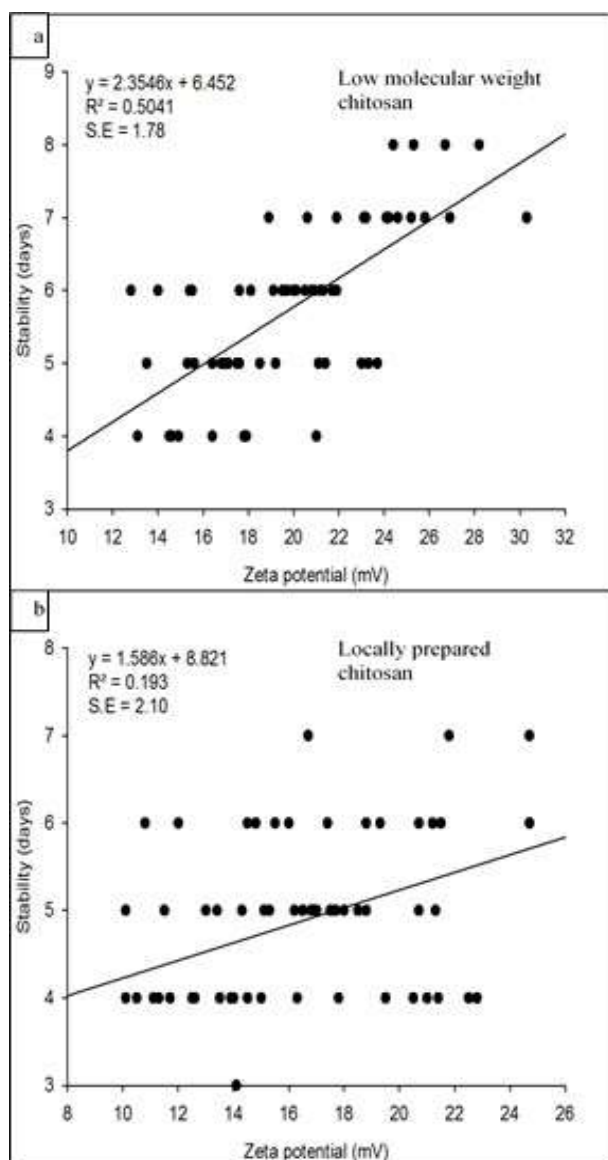 a
y = 2.3546x + 6.452
R² = 0.5041
S.E = 1.78
Low molecular weight
chitosan
Stability (days)
9
8
7
6
5
4
3
10 12 14 16 18 20 22 24 26 28 30 32
Zeta potential (mV)
b
y = 1.586x + 8.821
R² = 0.193
S.E = 2.10
Locally prepared
chitosan
Stability (days)
8
7
6
5
4
3
8 10 12 14 16 18 20 22 24 26
Zeta potential (mV)